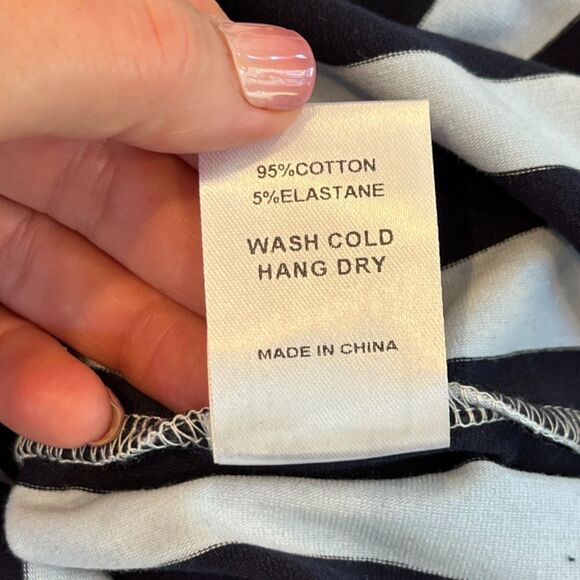 95%COTTON
5%ELASTANE
WASH COLD
HANG DRY
MADE IN CHINA